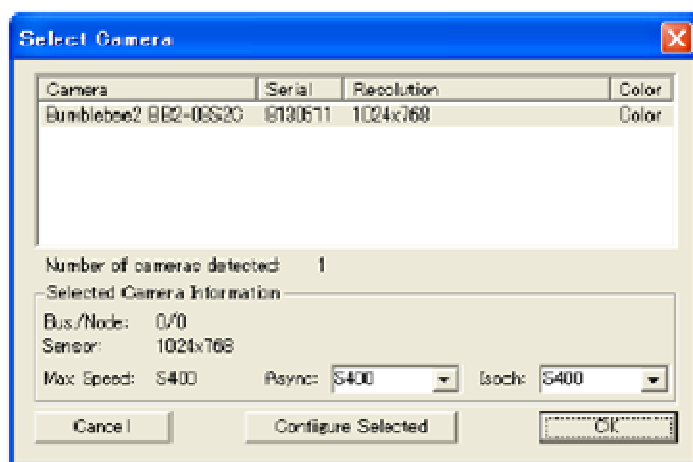 Select Camera
Camera Serial Resolution Color
Bumblebee2 BB2-08S2C 1024x768 Color
Number of cameras detected: 1
Selected Camera Information
Bus/Node: 0/0
Sensor: 1024x768
Max Speed: S400 Async: S400 Isoch: S400
Cancel Configure Selected OK